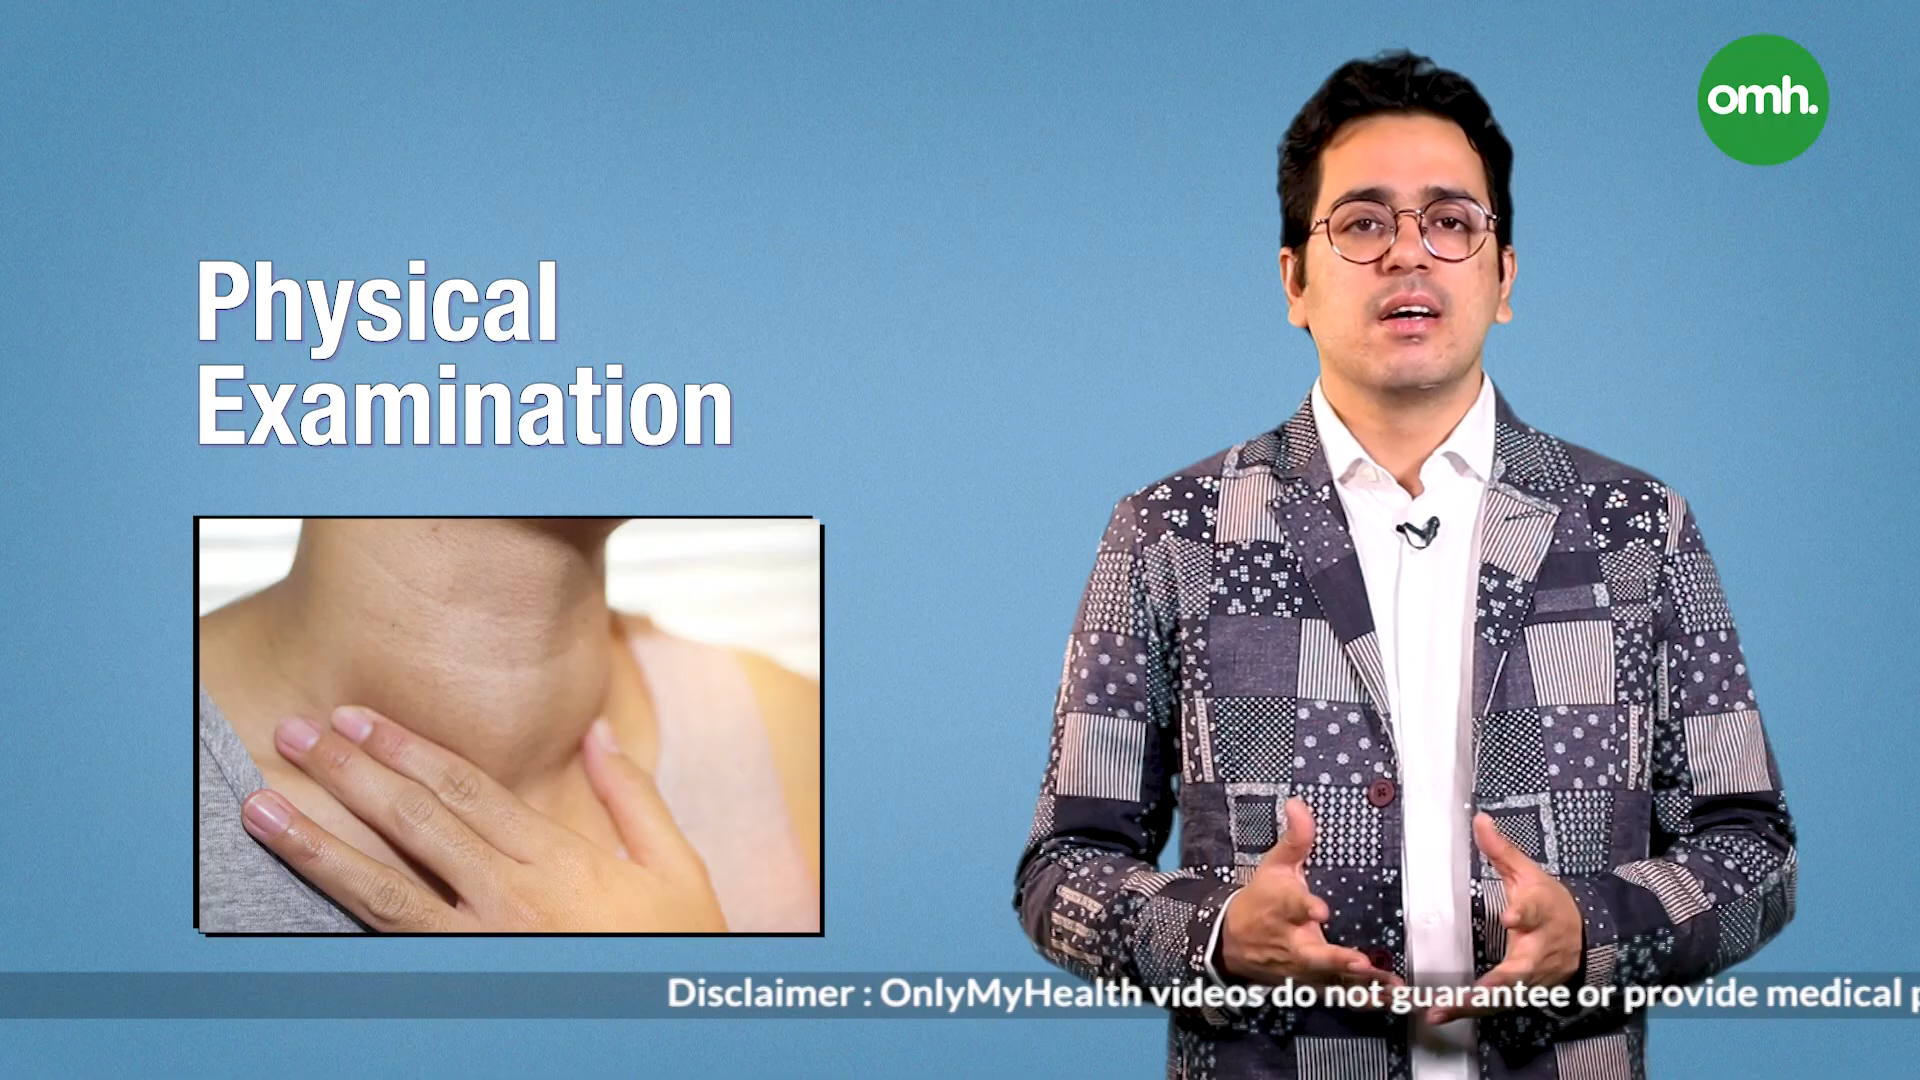 omh.
Physical
Examination
Disclaimer : OnlyMyHealth videos do not guarantee or provide medical